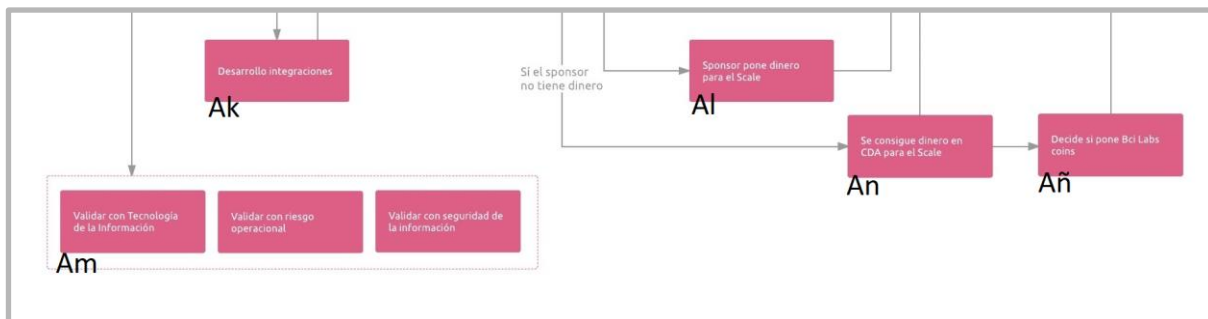 Desarrollo integraciones
Ak
Sí el sponsor
no tiene dinero
Sponsor pone dinero
para el Scale
Al
Se consigue dinero en
CDA para el Scale
An
Decide si pone Bci Labs
coins
Añ
Validar con Tecnología
de la Información
Validar con riesgo
operacional
Validar con seguridad de
la información
Am